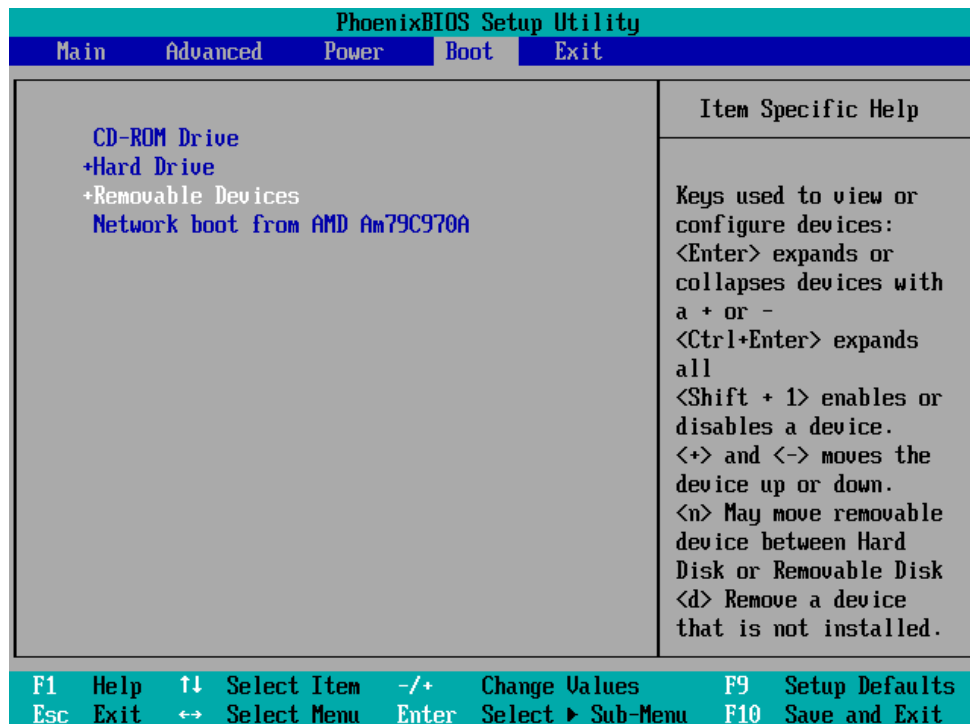 PhoenixBIOS Setup Utility
Main Advanced Power Boot Exit
CD-ROM Drive
+Hard Drive
+Removable Devices
Network boot from AMD Am79C970A
Item Specific Help
Keys used to view or
configure devices:
<Enter> expands or
collapses devices with
a + or -
<Ctrl+Enter> expands
all
<Shift + 1> enables or
disables a device.
<+> and <-> moves the
device up or down.
<n> May move removable
device between Hard
Disk or Removable Disk
<d> Remove a device
that is not installed.
F1 Help ↑↓ Select Item -/+ Change Values F9 Setup Defaults
Esc Exit ↔ Select Menu Enter Select ▶ Sub-Menu F10 Save and Exit